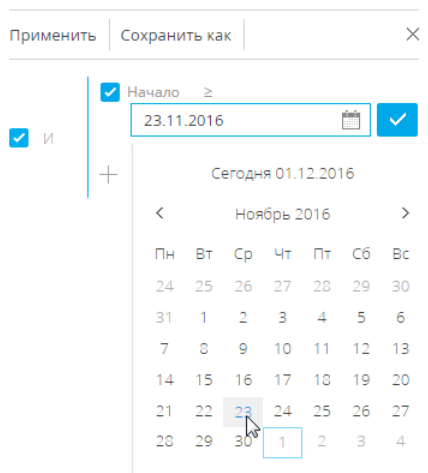 Применить Сохранить как ×
Начало ≥
23.11.2016
И
+ Сегодня 01.12.2016
< Ноябрь 2016 >
Пн Вт Ср Чт Пт Сб Вс
24 25 26 27 28 29 30
31 1 2 3 4 5 6
7 8 9 10 11 12 13
14 15 16 17 18 19 20
21 22 23 24 25 26 27
28 29 30 1 2 3 4